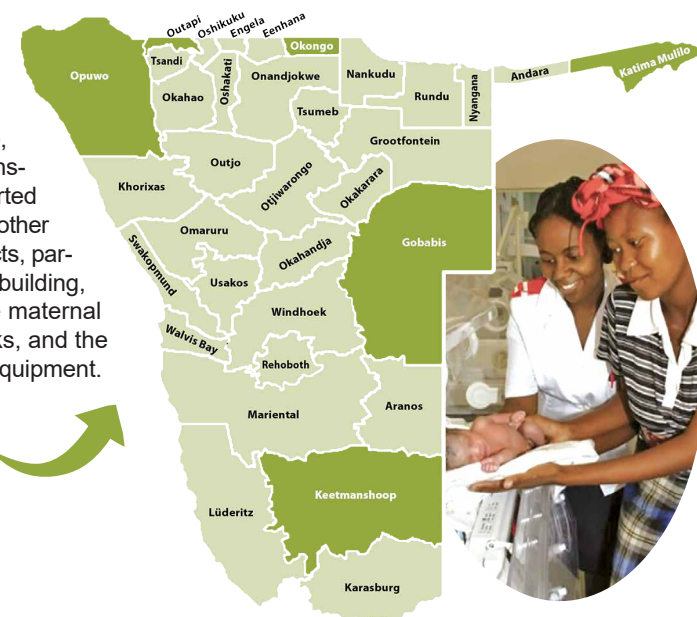 ,
ns-
rted
other
cts, par-
building,
maternal
ks, and the
equipment.
Outapi
Oshikuku
Engela
Eenhana
Okongo
Opuwo
Tsandi
Okahao
Oshakati
Onandjokwe
Tsumeb
Nankudu
Rundu
Nyangana
Andara
Katima Mulilo
Grootfontein
Outjo
Otjiwarongo
Okakarara
Khorixas
Omaruru
Okahandja
Gobabis
Swakopmund
Usakos
Windhoek
Walvis Bay
Rehoboth
Mariental
Aranos
Lüderitz
Keetmanshoop
Karasburg